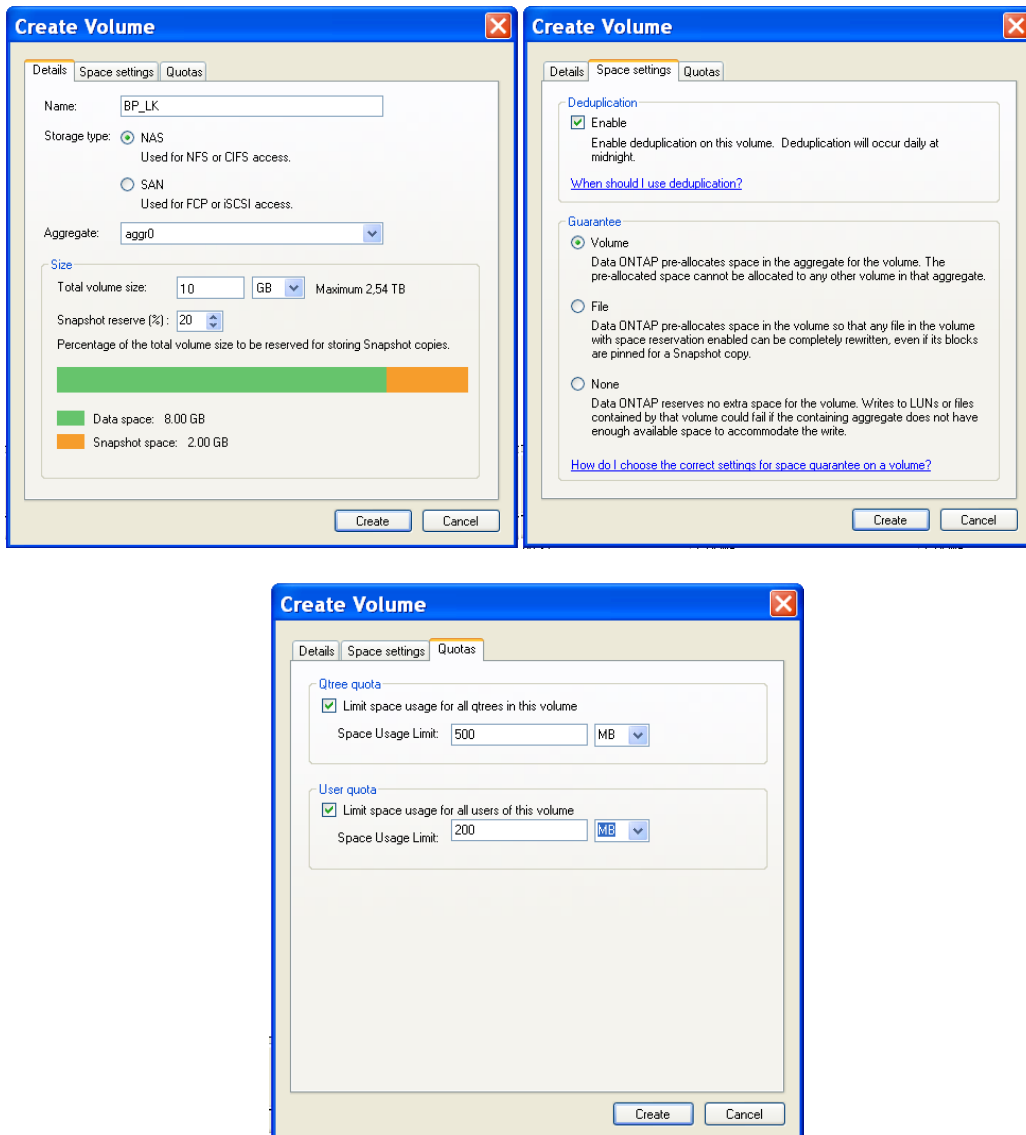 Create Volume
Details Space settings Quotas
Name: BP_LK
Storage type: NAS
Used for NFS or CIFS access.
SAN
Used for FCP or iSCSI access.
Aggregate: aggr0
Size
Total volume size: 10 GB Maximum 2,54 TB
Snapshot reserve (%) : 20
Percentage of the total volume size to be reserved for storing Snapshot copies.
Data space: 8.00 GB
Snapshot space: 2.00 GB
Create Cancel
Create Volume
Details Space settings Quotas
Deduplication
Enable
Enable deduplication on this volume. Deduplication will occur daily at
midnight.
When should I use deduplication?
Guarantee
Volume
Data ONTAP pre-allocates space in the aggregate for the volume. The
pre-allocated space cannot be allocated to any other volume in that aggregate.
File
Data ONTAP pre-allocates space in the volume so that any file in the volume
with space reservation enabled can be completely rewritten, even if its blocks
are pinned for a Snapshot copy.
None
Data ONTAP reserves no extra space for the volume. Writes to LUNs or files
contained by that volume could fail if the containing aggregate does not have
enough available space to accommodate the write.
How do I choose the correct settings for space guarantee on a volume?
Create Cancel
Create Volume
Details Space settings Quotas
Qtree quota
Limit space usage for all qtrees in this volume
Space Usage Limit: 500 MB
User quota
Limit space usage for all users of this volume
Space Usage Limit: 200 MB
Create Cancel